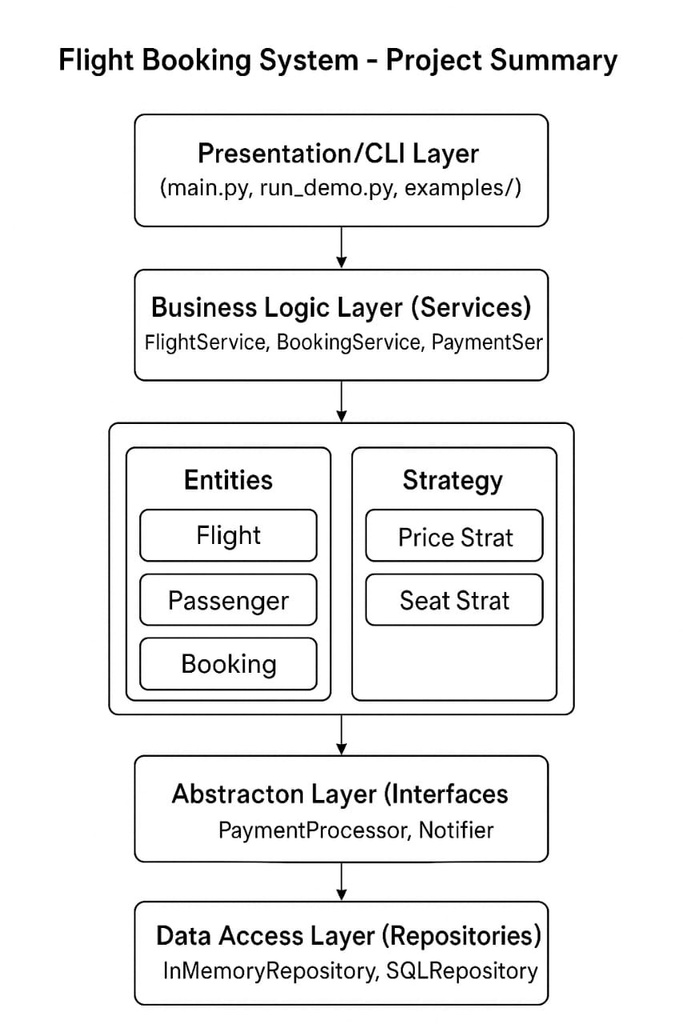 Flight Booking System - Project Summary
Presentation/CLI Layer
(main.py, run_demo.py, examples/)
Business Logic Layer (Services)
FlightService, BookingService, PaymentSer
Entities
Flight
Passenger
Booking
Strategy
Price Strat
Seat Strat
Abstracton Layer (Interfaces
PaymentProcessor, Notifier
Data Access Layer (Repositories)
InMemoryRepository, SQLRepository